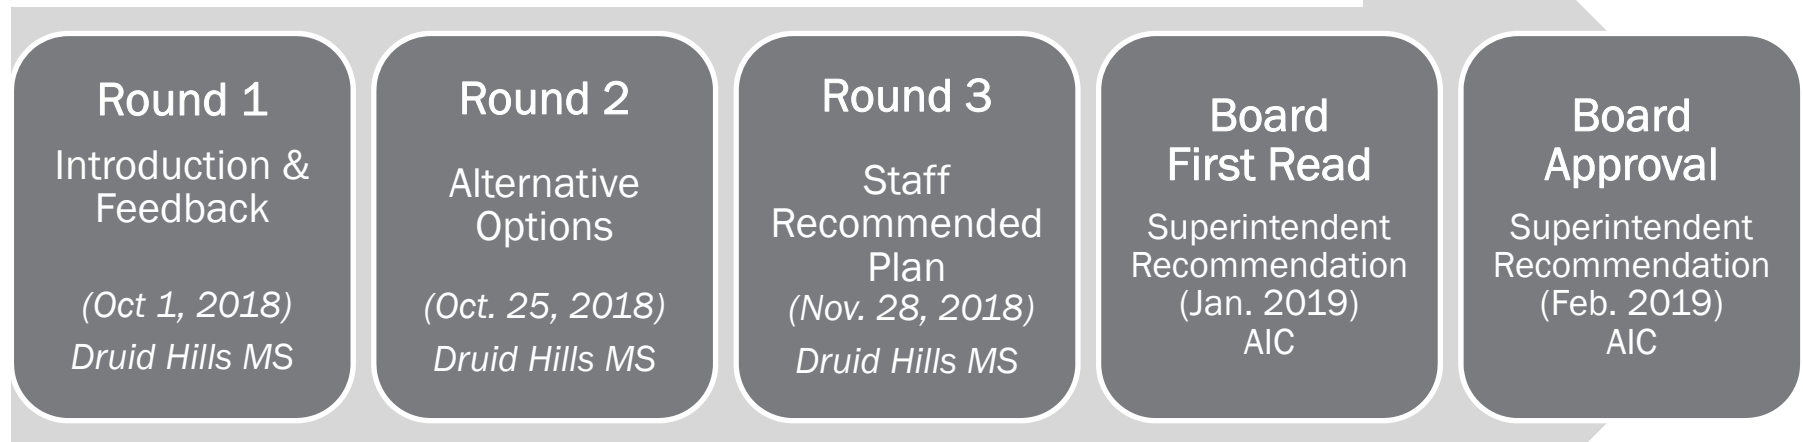 Round 1
Introduction &
Feedback
(Oct 1, 2018)
Druid Hills MS
Round 2
Alternative
Options
(Oct. 25, 2018)
Druid Hills MS
Round 3
Staff
Recommended
Plan
(Nov. 28, 2018)
Druid Hills MS
Board
First Read
Superintendent
Recommendation
(Jan. 2019)
AIC
Board
Approval
Superintendent
Recommendation
(Feb. 2019)
AIC